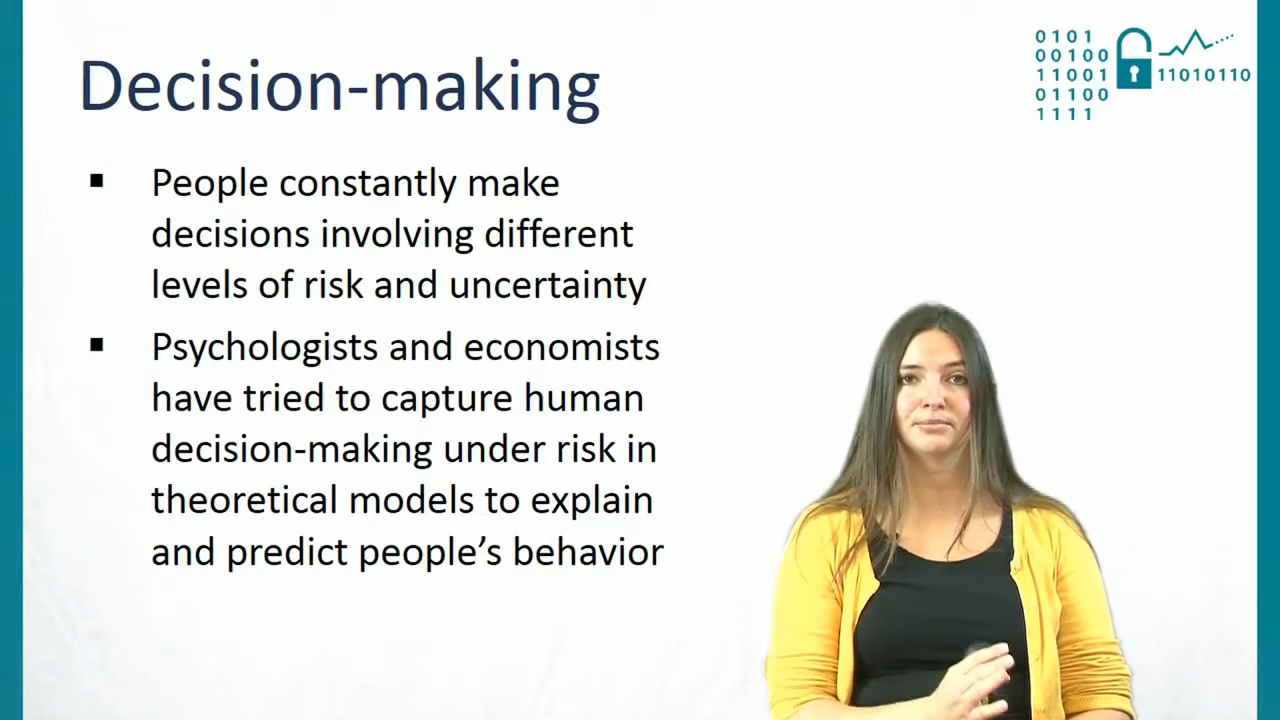 Decision-making
0101
00100
11001
11010110
01100
1111
▪ People constantly make
decisions involving different
levels of risk and uncertainty
▪ Psychologists and economists
have tried to capture human
decision-making under risk in
theoretical models to explain
and predict people’s behavior